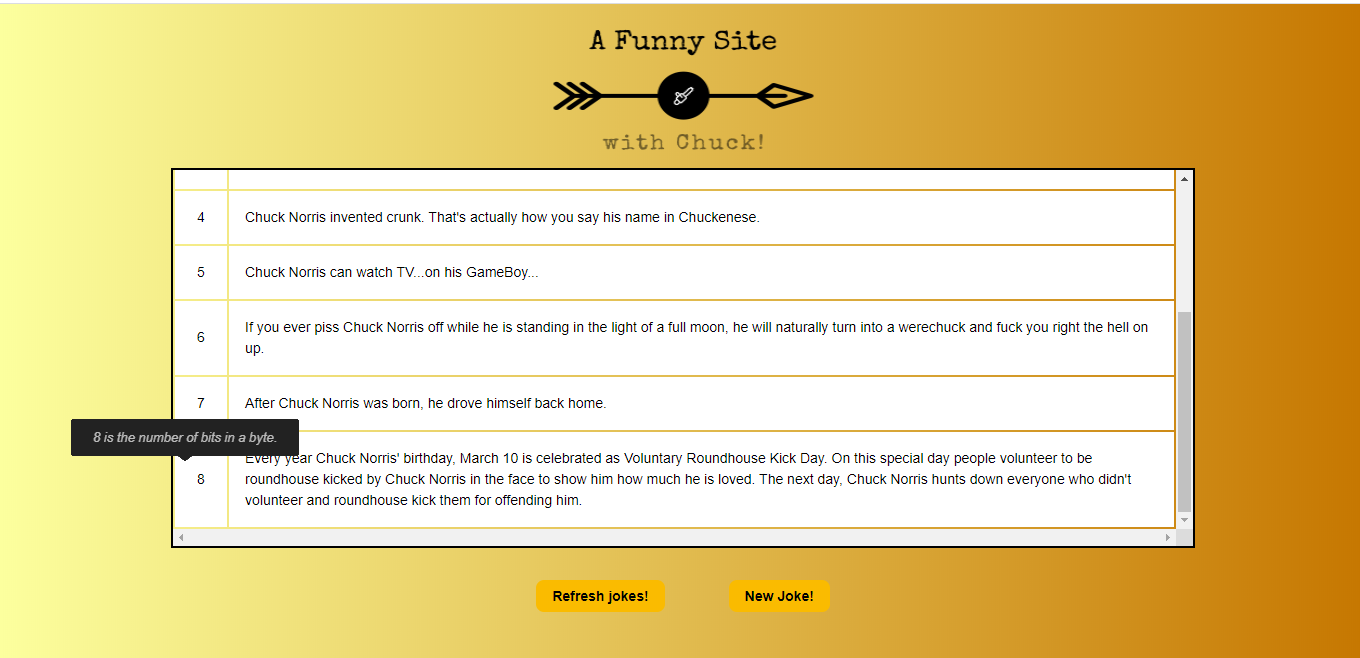 A Funny Site
with Chuck!
4 Chuck Norris invented crunk. That's actually how you say his name in Chuckenese.
5 Chuck Norris can watch TV...on his GameBoy...
6 If you ever piss Chuck Norris off while he is standing in the light of a full moon, he will naturally turn into a werechuck and fuck you right the hell on
up.
7 After Chuck Norris was born, he drove himself back home.
8 is the number of bits in a byte.
8 Every year Chuck Norris' birthday, March 10 is celebrated as Voluntary Roundhouse Kick Day. On this special day people volunteer to be
roundhouse kicked by Chuck Norris in the face to show him how much he is loved. The next day, Chuck Norris hunts down everyone who didn't
volunteer and roundhouse kick them for offending him.
Refresh jokes! New Joke!